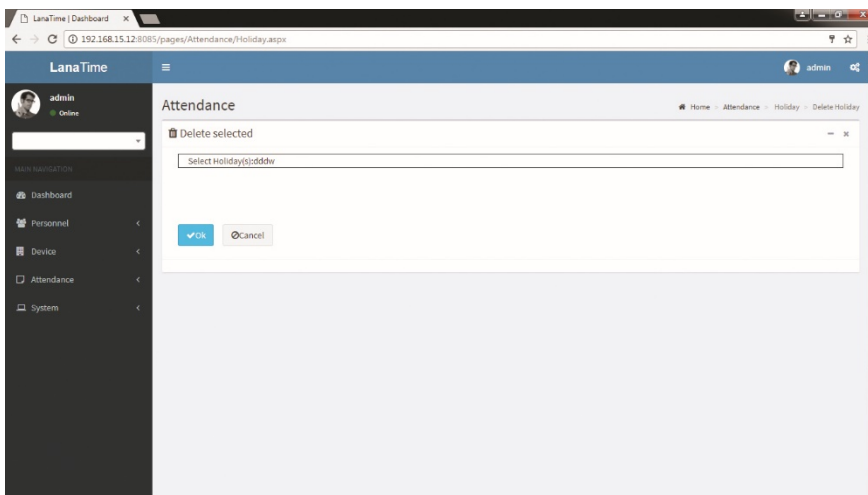 LanaTime | Dashboard
192.168.15.12:8085/pages/Attendance/Holiday.aspx
LanaTime
admin
admin
Online
Attendance
Home > Attendance > Holiday > Delete Holiday
Delete selected
Select Holiday(s):dddw
MAIN NAVIGATION
Dashboard
Personnel
Ok Cancel
Device
Attendance
System